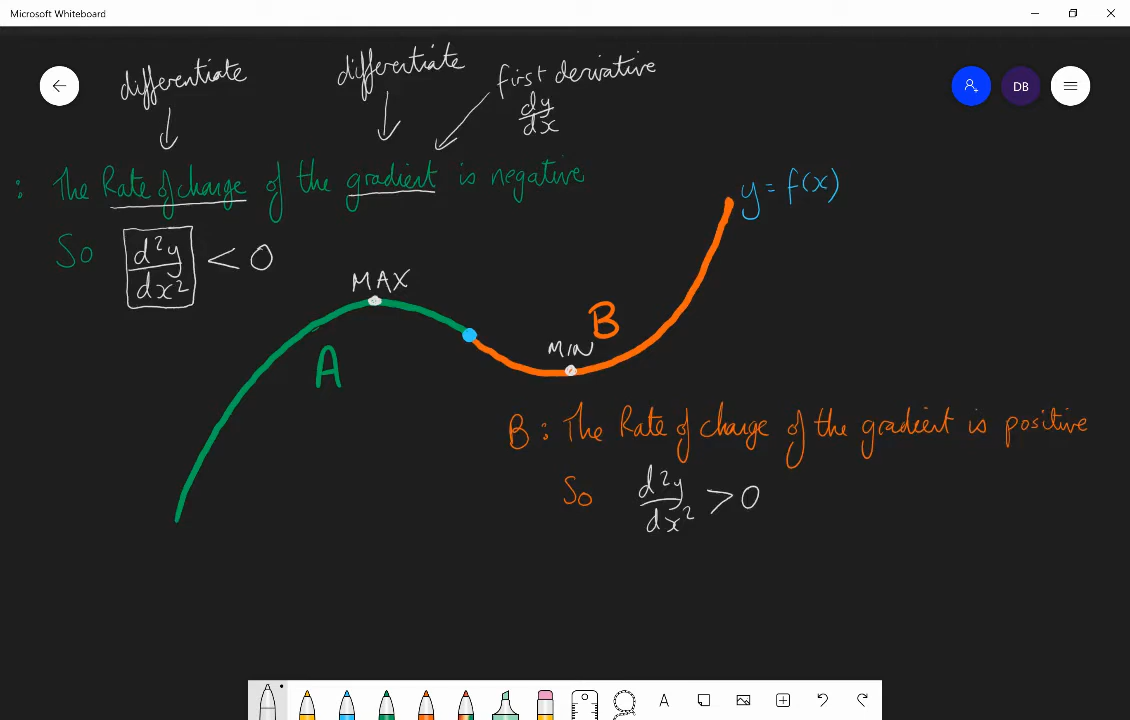 Microsoft Whiteboard
differentiate
differentiate
first derivative
dy/dx
DB
: The Rate of change of the gradient is negative
So d²y/dx² < 0
y = f(x)
MAX
B
MIN
A
B : The Rate of change of the gradient is positive
So d²y/dx² > 0
A